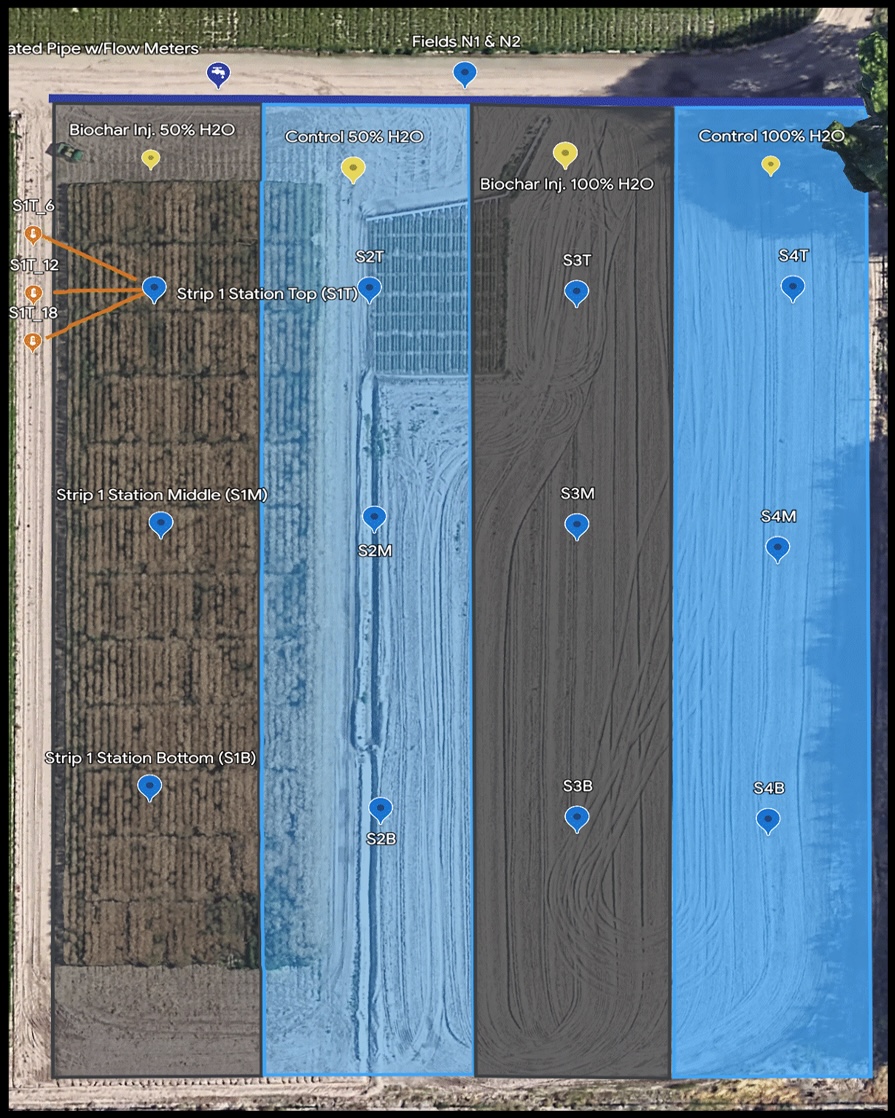 ated Pipe w/Flow Meters
Fields N1 & N2
Biochar Inj. 50% H2O
Control 50% H2O
Biochar Inj. 100% H2O
Control 100% H2O
S1T_6
S1T_12
S1T_18
Strip 1 Station Top (S1T)
S2T
S3T
S4T
Strip 1 Station Middle (S1M)
S2M
S3M
S4M
Strip 1 Station Bottom (S1B)
S2B
S3B
S4B